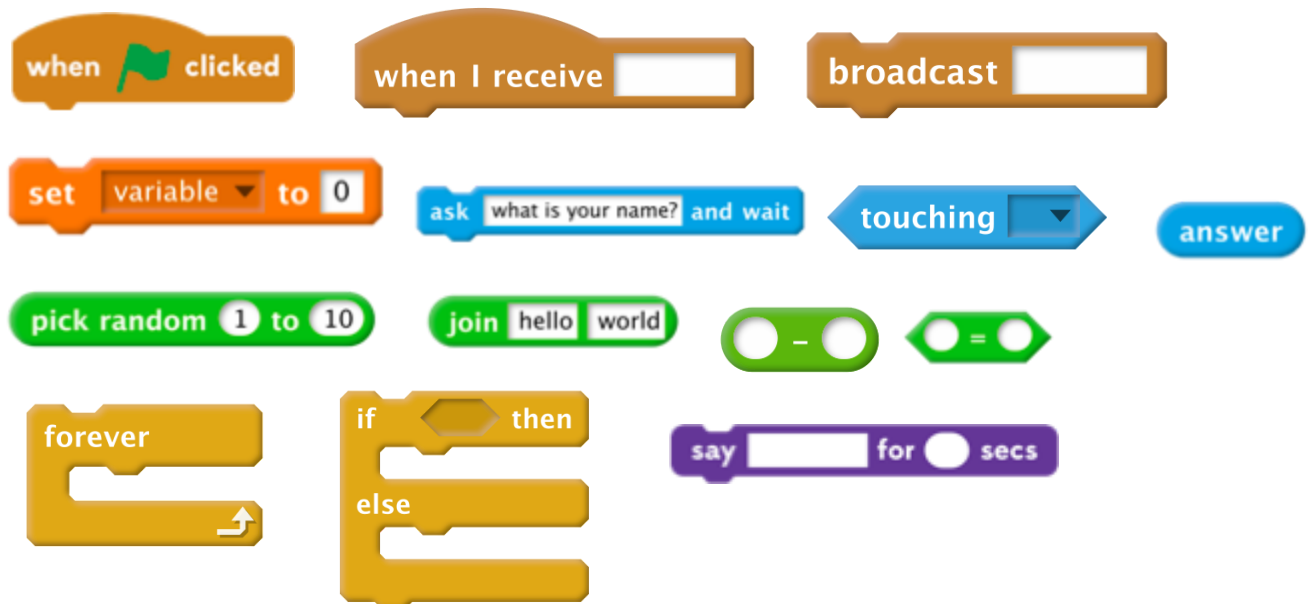 when clicked
when I receive
broadcast
set variable to 0
ask what is your name? and wait
touching
answer
pick random 1 to 10
join hello world
-
=
forever
if then
else
say for secs